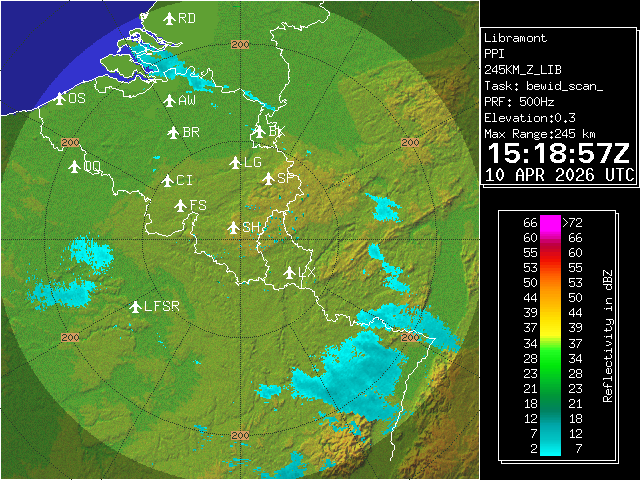 RD
200
OS
AW
BR
BK
200
200
OO
LG
CI
SP
FS
SH
LX
LFSR
200
200
200
Libramont
PPI
245KM_Z_LIB
Task: bewid_scan_
PRF: 500Hz
Elevation:0.3
Max Range:245 km
15:18:57Z
10 APR 2026 UTC
66 >72
60 66
55 60
53 55
50 53
44 50
39 44
37 39
34 37
28 34
23 28
21 23
18 21
12 18
7 12
2 7
Reflectivity in dBZ